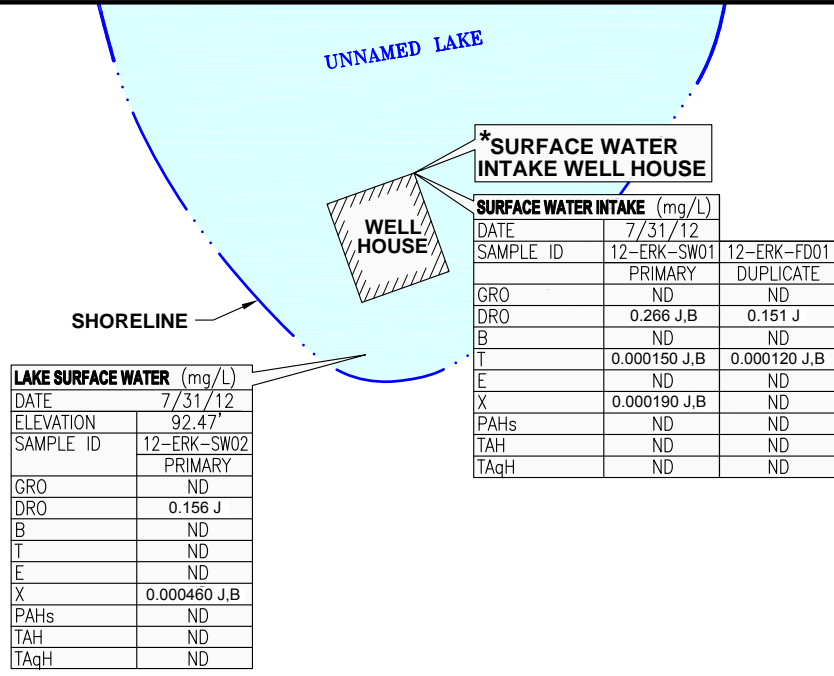 UNNAMED LAKE
*SURFACE WATER
INTAKE WELL HOUSE
WELL
HOUSE
SHORELINE
SURFACE WATER INTAKE (mg/L)
DATE 7/31/12
SAMPLE ID 12-ERK-SW01 12-ERK-FD01
PRIMARY DUPLICATE
GRO ND ND
DRO 0.266 J,B 0.151 J
B ND ND
T 0.000150 J,B 0.000120 J,B
E ND ND
X 0.000190 J,B ND
PAHs ND ND
TAH ND ND
TAqH ND ND
LAKE SURFACE WATER (mg/L)
DATE 7/31/12
ELEVATION 92.47'
SAMPLE ID 12-ERK-SW02
PRIMARY
GRO ND
DRO 0.156 J
B ND
T ND
E ND
X 0.000460 J,B
PAHs ND
TAH ND
TAqH ND